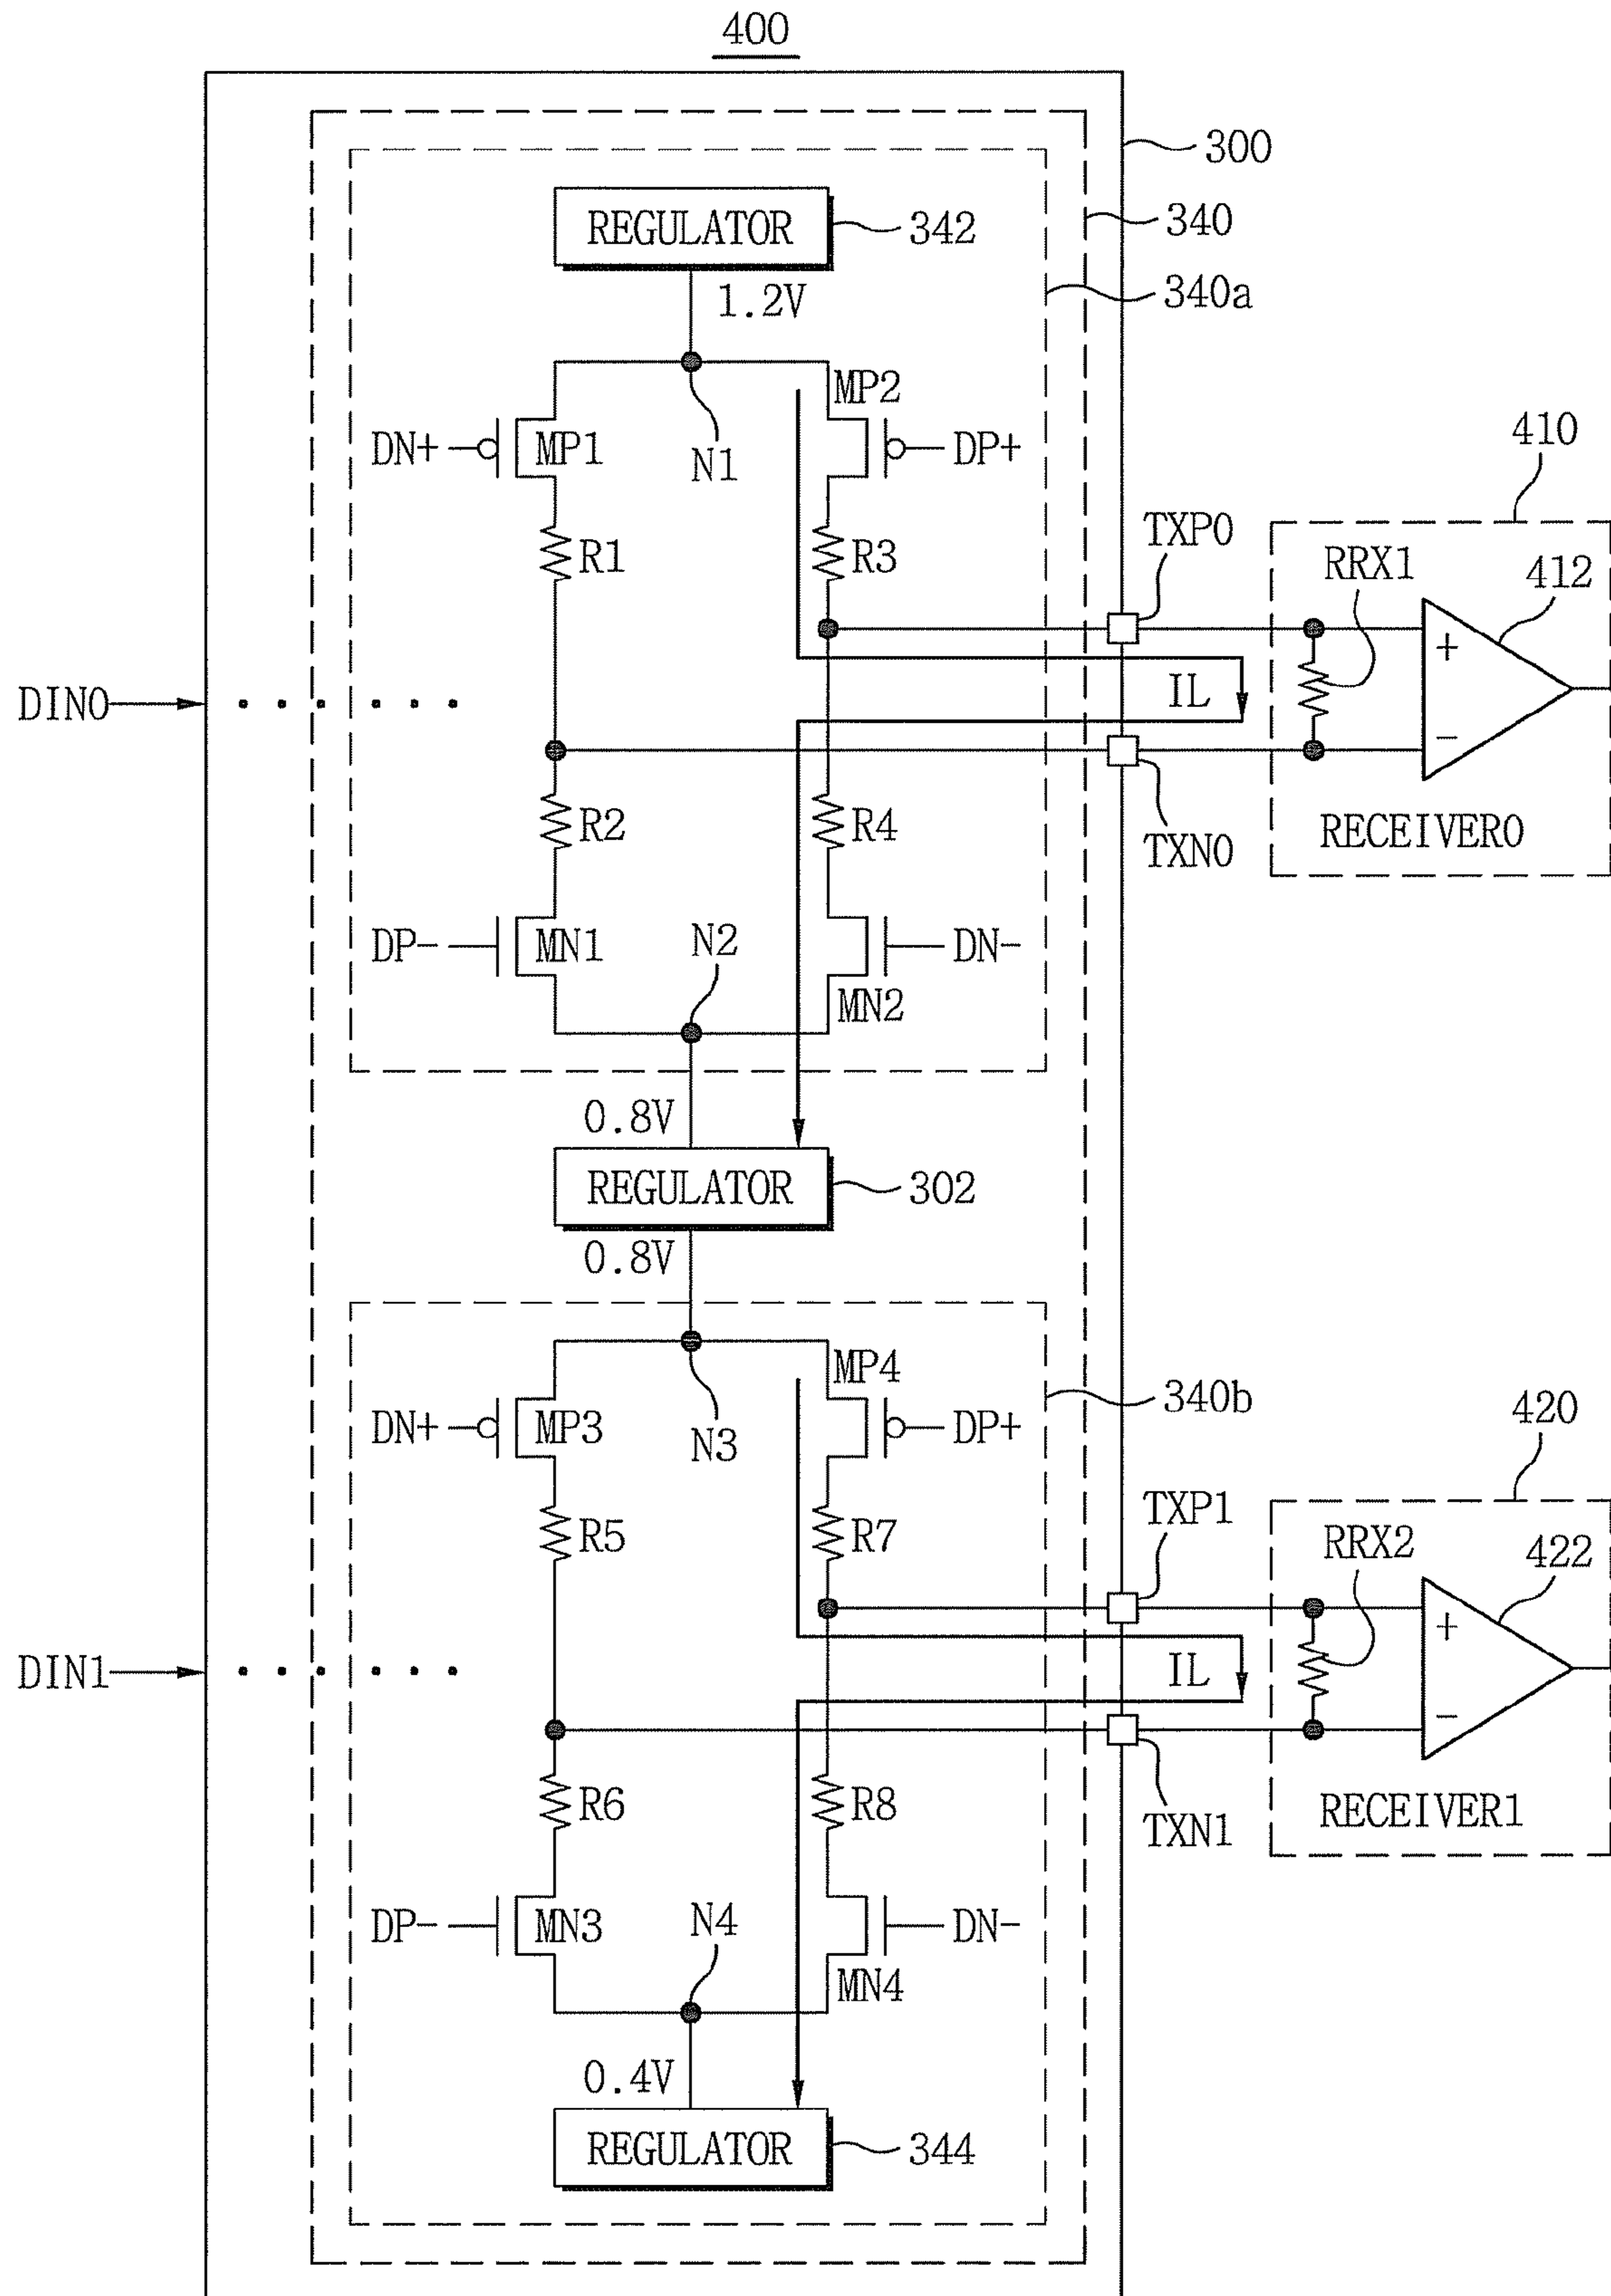 400
300
REGULATOR
342
340
1.2V
340a
MP2
DN+
MP1
N1
DP+
410
TXP0
R1
R3
RRX1
412
+
IL
DIN0
-
R2
R4
TXN0
RECEIVER0
DP-
MN1
N2
DN-
MN2
0.8V
REGULATOR
302
0.8V
MP4
340b
DN+
MP3
N3
DP+
420
TXP1
R5
R7
RRX2
422
+
IL
DIN1
-
R6
R8
TXN1
RECEIVER1
DP-
MN3
N4
DN-
MN4
0.4V
REGULATOR
344